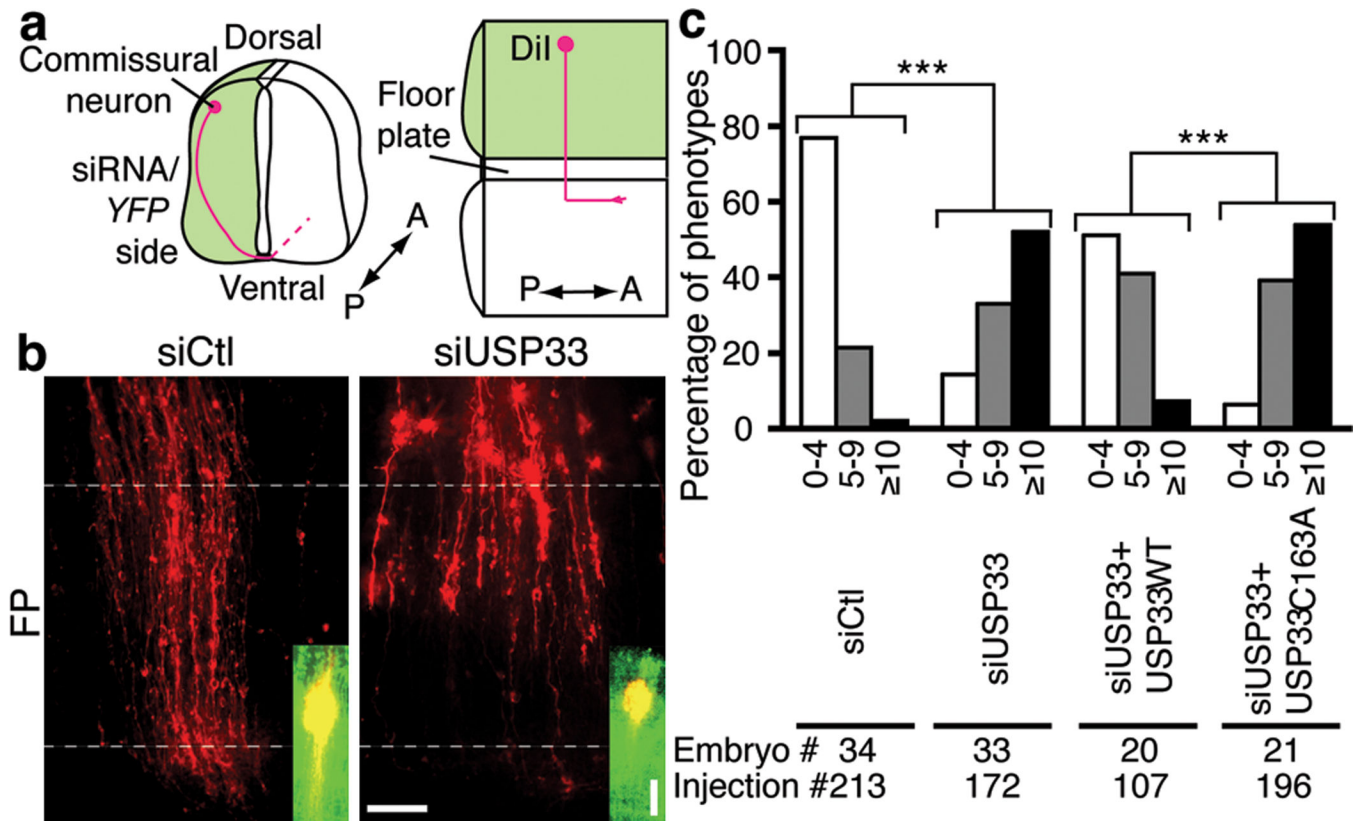 a
Dorsal
Commissural
neuron
siRNA/
YFP
side
Ventral
A
P
Floor
plate
DiI
P A
b
siCtl
siUSP33
FP
c
Percentage of phenotypes
100
80
60
40
20
0
***
***
0-4
5-9
≥10
0-4
5-9
≥10
0-4
5-9
≥10
0-4
5-9
≥10
siCtl
siUSP33
siUSP33+
USP33WT
siUSP33+
USP33C163A
Embryo # 34 33 20 21
Injection #213 172 107 196